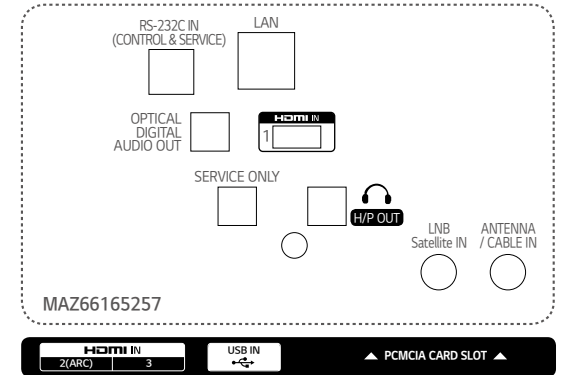 RS-232C IN
(CONTROL & SERVICE)
LAN
OPTICAL
DIGITAL
AUDIO OUT
HDMI IN
1
SERVICE ONLY
H/P OUT
LNB
Satellite IN
ANTENNA
/ CABLE IN
MAZ66165257
HDMI IN
2(ARC) 3
USB IN
PCMCIA CARD SLOT